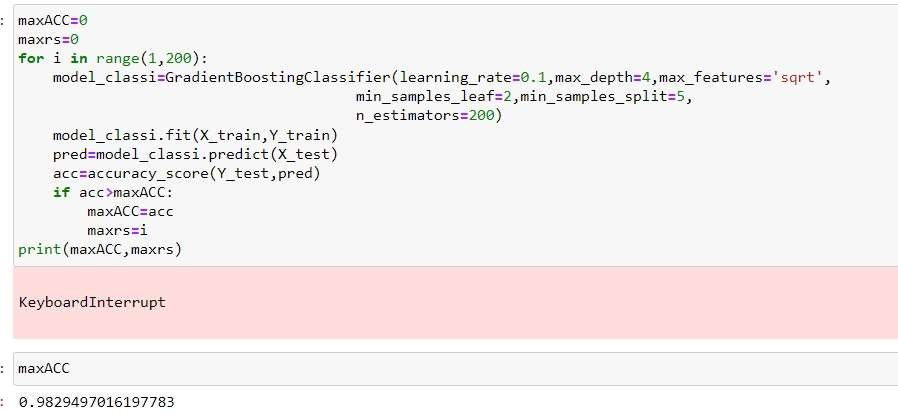 : maxACC=0
maxrs=0
for i in range(1,200):
    model_classi=GradientBoostingClassifier(learning_rate=0.1,max_depth=4,max_features='sqrt',
                                      min_samples_leaf=2,min_samples_split=5,
                                      n_estimators=200)
    model_classi.fit(X_train,Y_train)
    pred=model_classi.predict(X_test)
    acc=accuracy_score(Y_test,pred)
    if acc>maxACC:
        maxACC=acc
        maxrs=i
print(maxACC,maxrs)
KeyboardInterrupt
: maxACC
: 0.9829497016197783